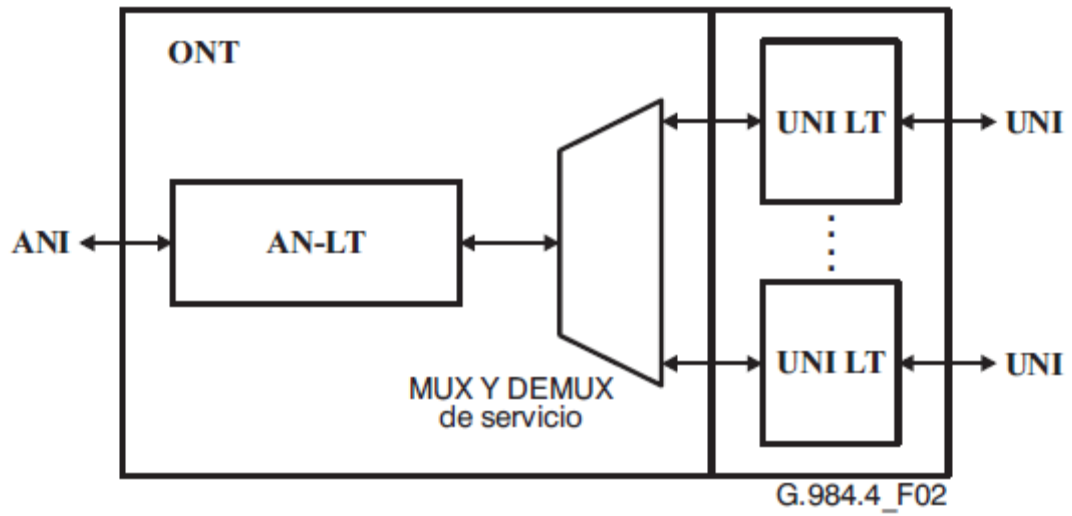 ONT
UNI LT
UNI
ANI
AN-LT
MUX Y DEMUX
de servicio
UNI LT
UNI
G.984.4_F02